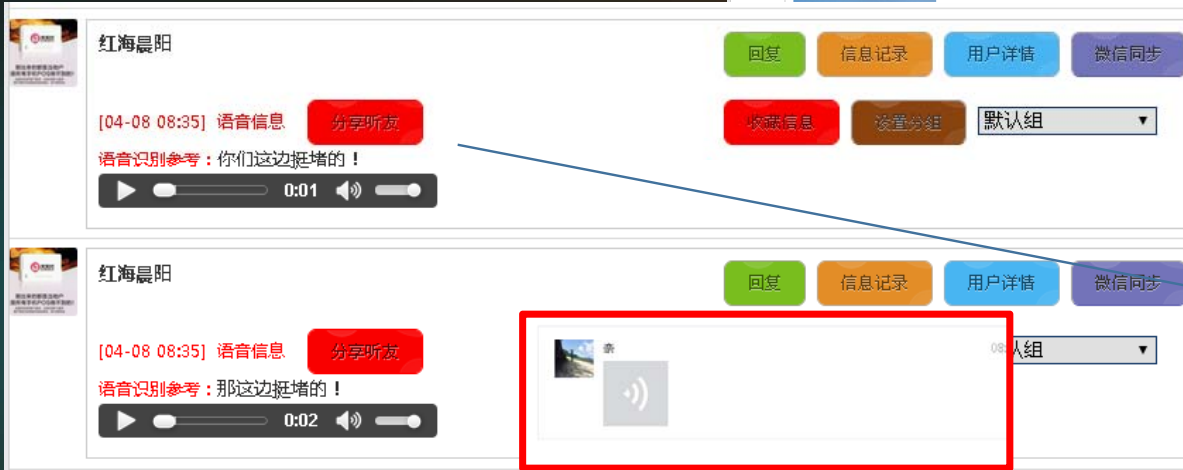 红海晨阳
回复 信息记录 用户详情 微信同步
[04-08 08:35] 语音信息 分享听友
收藏信息 设置分组 默认组
语音识别参考：你们这边挺堵的！
0:01
红海晨阳
回复 信息记录 用户详情 微信同步
[04-08 08:35] 语音信息 分享听友
亲 08: 认组
语音识别参考：那这边挺堵的！
0:02